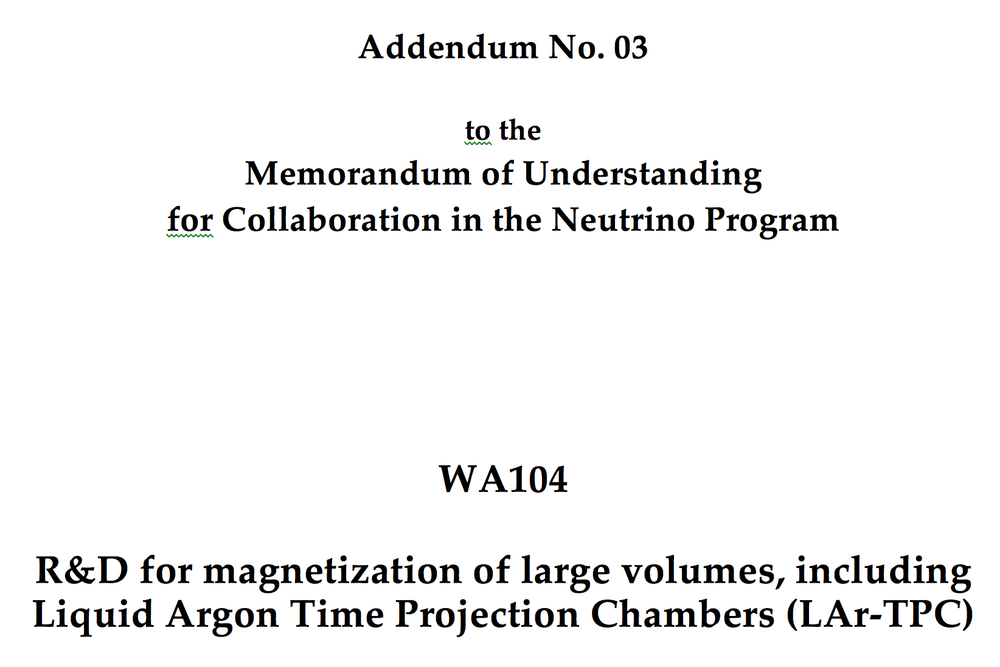 Addendum No. 03
to the
Memorandum of Understanding
for Collaboration in the Neutrino Program
WA104
R&D for magnetization of large volumes, including
Liquid Argon Time Projection Chambers (LAr-TPC)